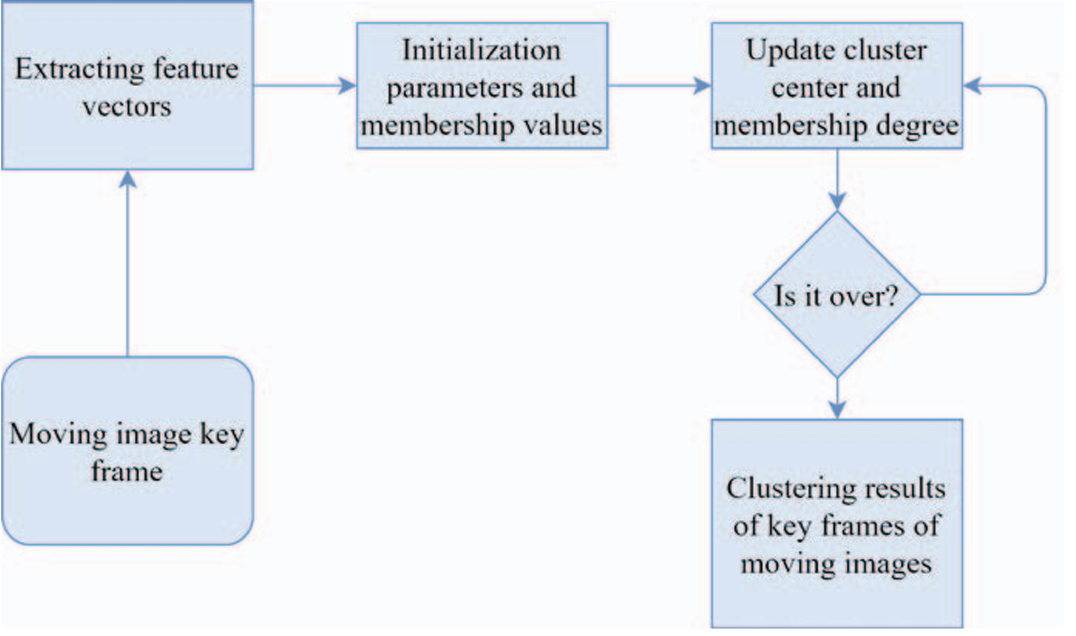 Extracting feature
vectors
Initialization
parameters and
membership values
Update cluster
center and
membership degree
Is it over?
Moving image key
frame
Clustering results
of key frames of
moving images